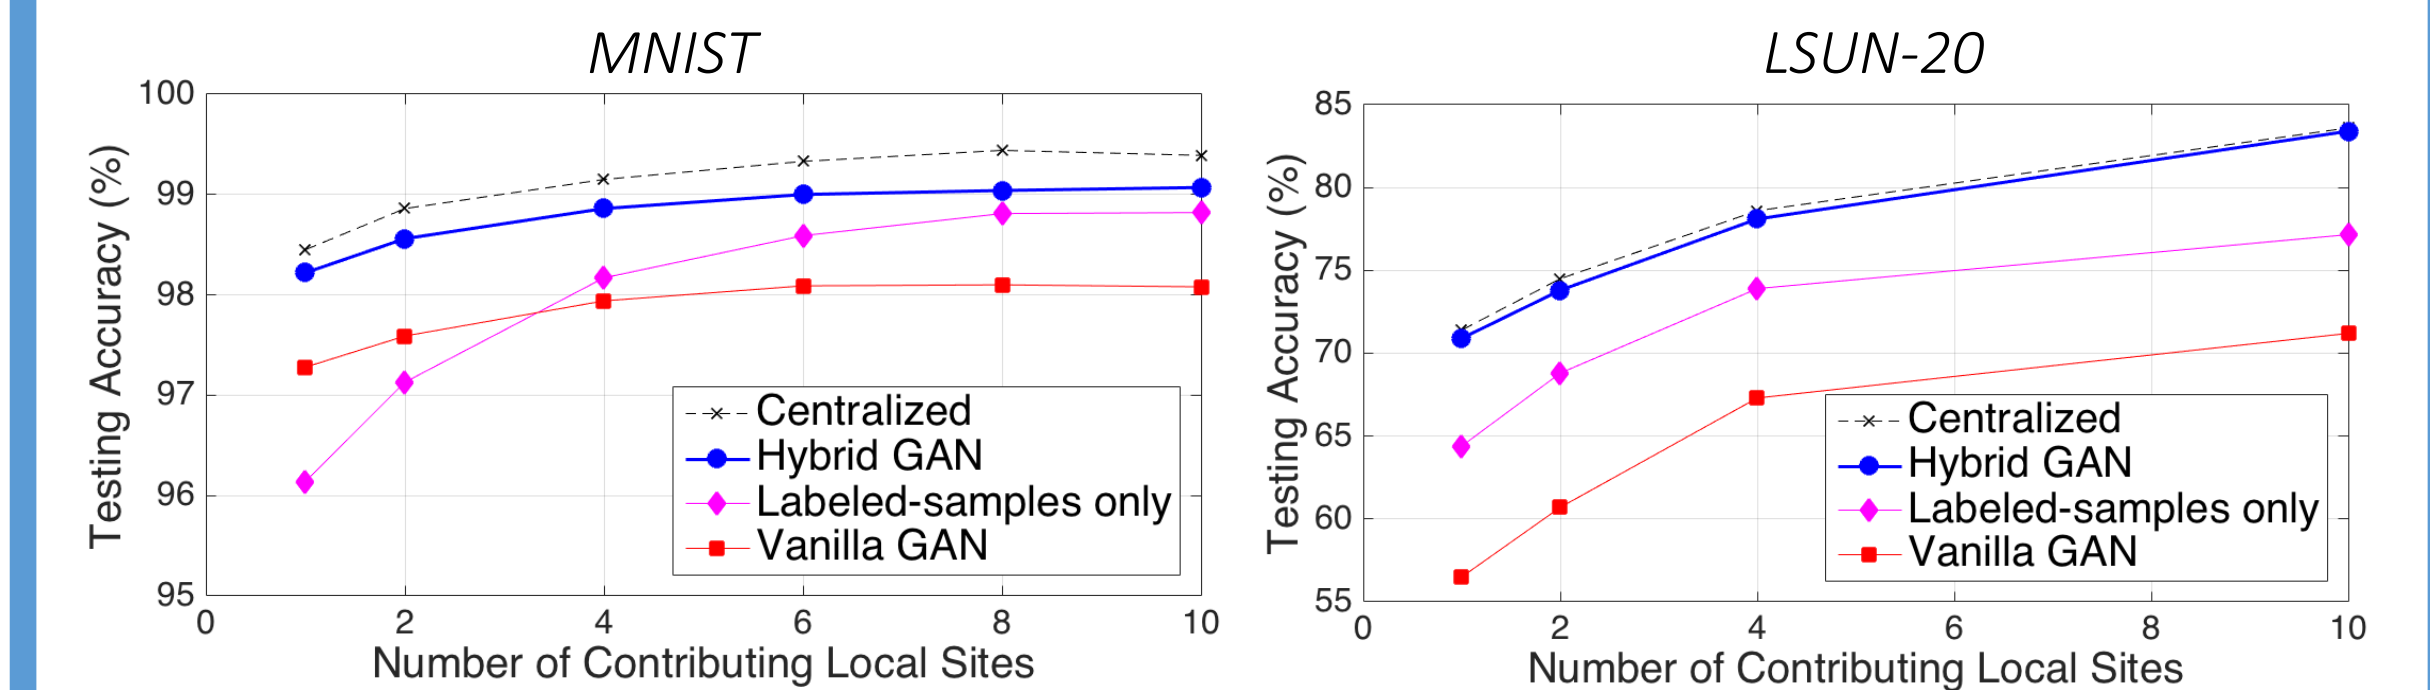 MNIST
100
99
98
97
96
95
0
2
4
6
8
10
Testing Accuracy (%)
Number of Contributing Local Sites
Centralized
Hybrid GAN
Labeled-samples only
Vanilla GAN
LSUN-20
85
80
75
70
65
60
55
0
2
4
6
8
10
Testing Accuracy (%)
Number of Contributing Local Sites
Centralized
Hybrid GAN
Labeled-samples only
Vanilla GAN